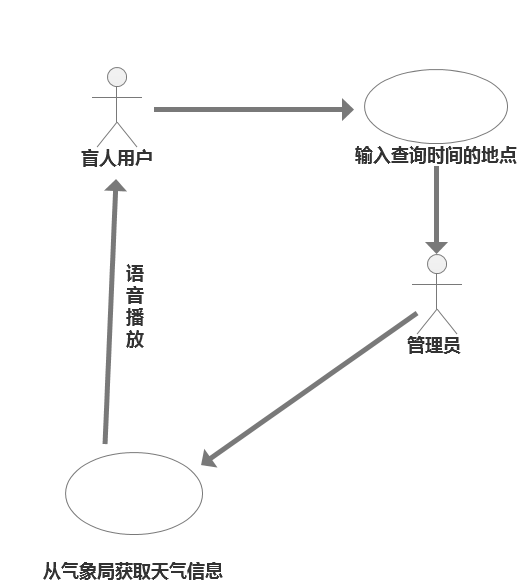 盲人用户
输入查询时间的地点
语音播放
管理员
从气象局获取天气信息